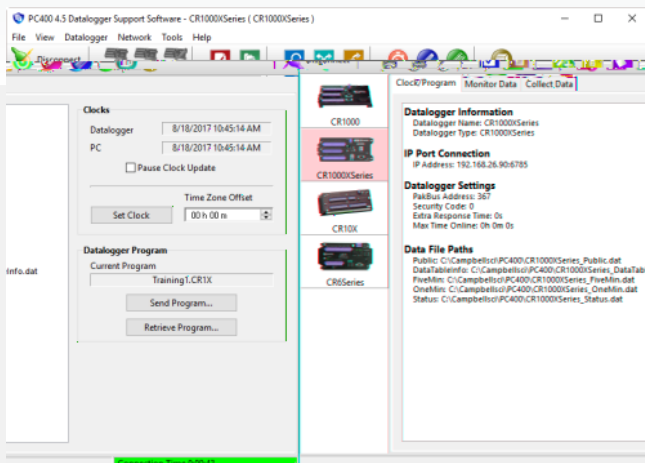 PC400 4.5 Datalogger Support Software - CR1000XSeries ( CR1000XSeries )
File View Datalogger Network Tools Help
Disconnect
Clocks
Datalogger 8/18/2017 10:45:14 AM
PC 8/18/2017 10:45:14 AM
Pause Clock Update
Time Zone Offset
Set Clock 00 h 00 m
Datalogger Program
Current Program
Training1.CR1X
Send Program...
Retrieve Program...
Info.dat
Connection Time 0:00:43
CR1000
CR1000XSeries
CR10X
CR6Series
Clock/Program Monitor Data Collect Data
Datalogger Information
Datalogger Name: CR1000XSeries
Datalogger Type: CR1000XSeries
IP Port Connection
IP Address: 192.168.26.90:6785
Datalogger Settings
PakBus Address: 367
Security Code: 0
Extra Response Time: 0s
Max Time Online: 0h 0m 0s
Data File Paths
Public: C:\Campbellsci\PC400\CR1000XSeries_Public.dat
DataTableInfo: C:\Campbellsci\PC400\CR1000XSeries_DataTab
FiveMin: C:\Campbellsci\PC400\CR1000XSeries_FiveMin.dat
OneMin: C:\Campbellsci\PC400\CR1000XSeries_OneMin.dat
Status: C:\Campbellsci\PC400\CR1000XSeries_Status.dat